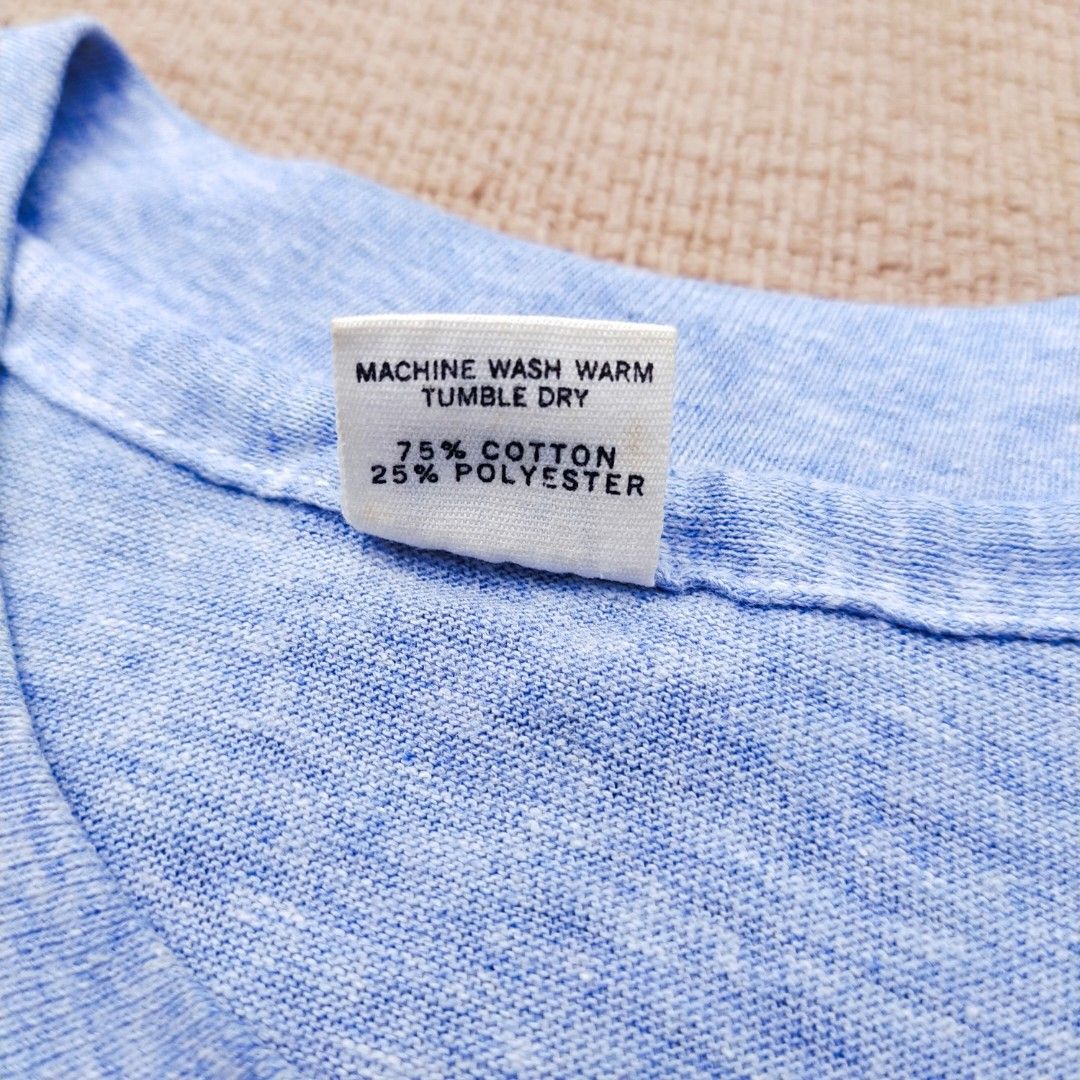 MACHINE WASH WARM
TUMBLE DRY
75% COTTON
25% POLYESTER